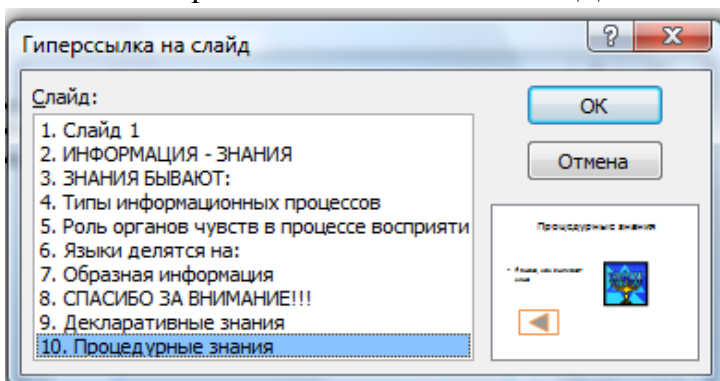 Гиперссылка на слайд
Слайд:
1. Слайд 1
2. ИНФОРМАЦИЯ - ЗНАНИЯ
3. ЗНАНИЯ БЫВАЮТ:
4. Типы информационных процессов
5. Роль органов чувств в процессе восприяти
6. Языки делятся на:
7. Образная информация
8. СПАСИБО ЗА ВНИМАНИЕ!!!
9. Декларативные знания
10. Процедурные знания
ОК
Отмена
Процедурные знания